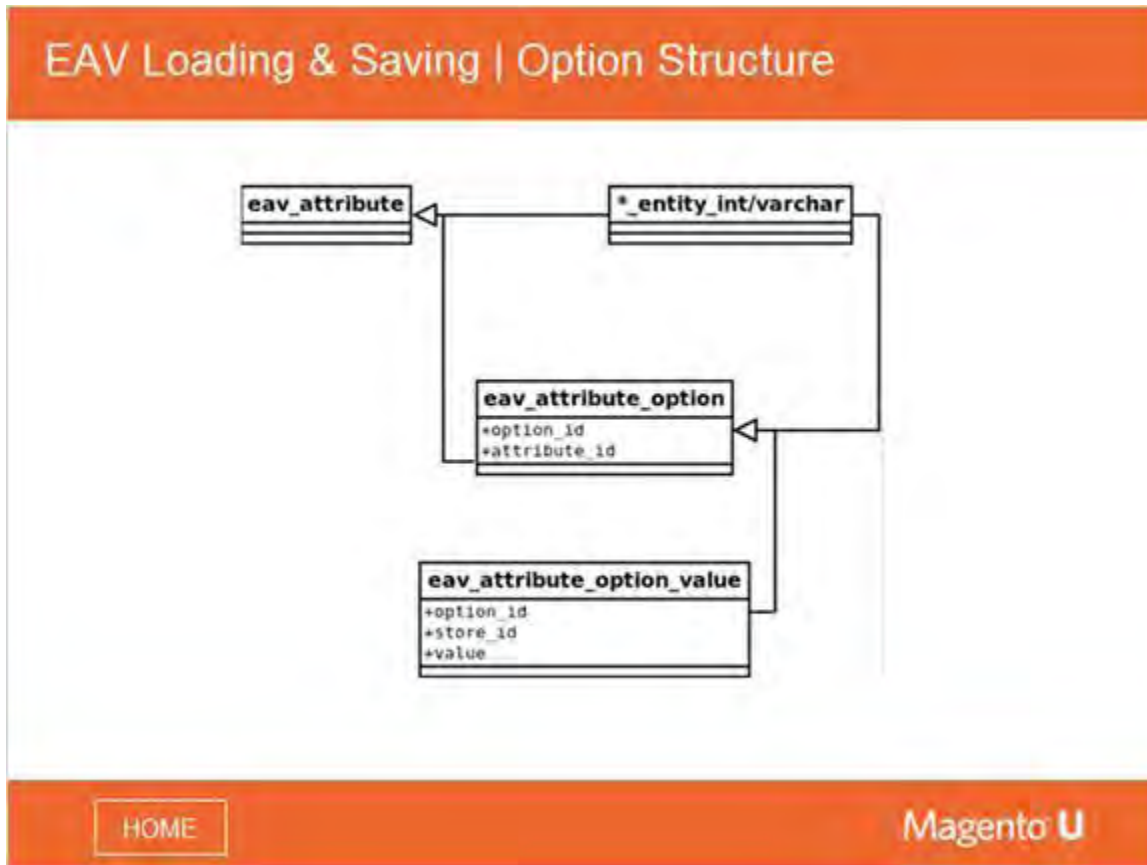 EAV Loading & Saving | Option Structure
eav_attribute
*_entity_int/varchar
eav_attribute_option
+option_id
+attribute_id
eav_attribute_option_value
+option_id
+store_id
+value
HOME
Magento U